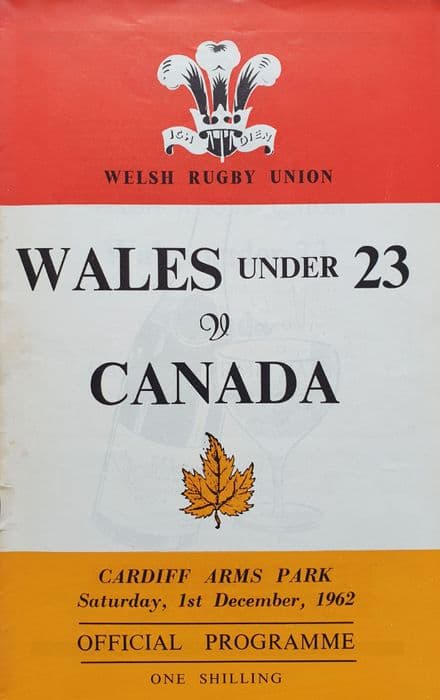 ICH DIEN
WELSH RUGBY UNION
WALES UNDER 23
v
CANADA
CARDIFF ARMS PARK
Saturday, 1st December, 1962
OFFICIAL PROGRAMME
ONE SHILLING